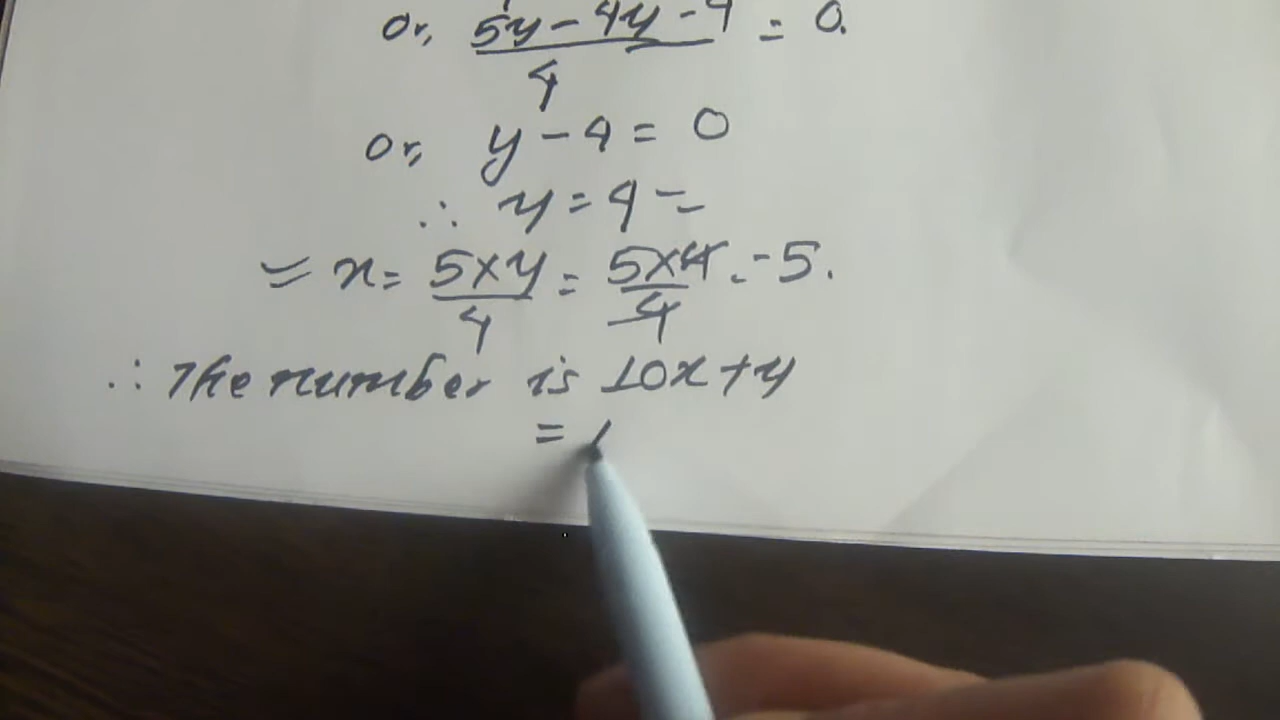 Or, 5y - 4y - 4 / 4 = 0.
Or, y - 4 = 0
∴ y = 4 =
= x = 5×y / 4 = 5×4 / 4 = 5.
∴ The number is 10x + y
= 1